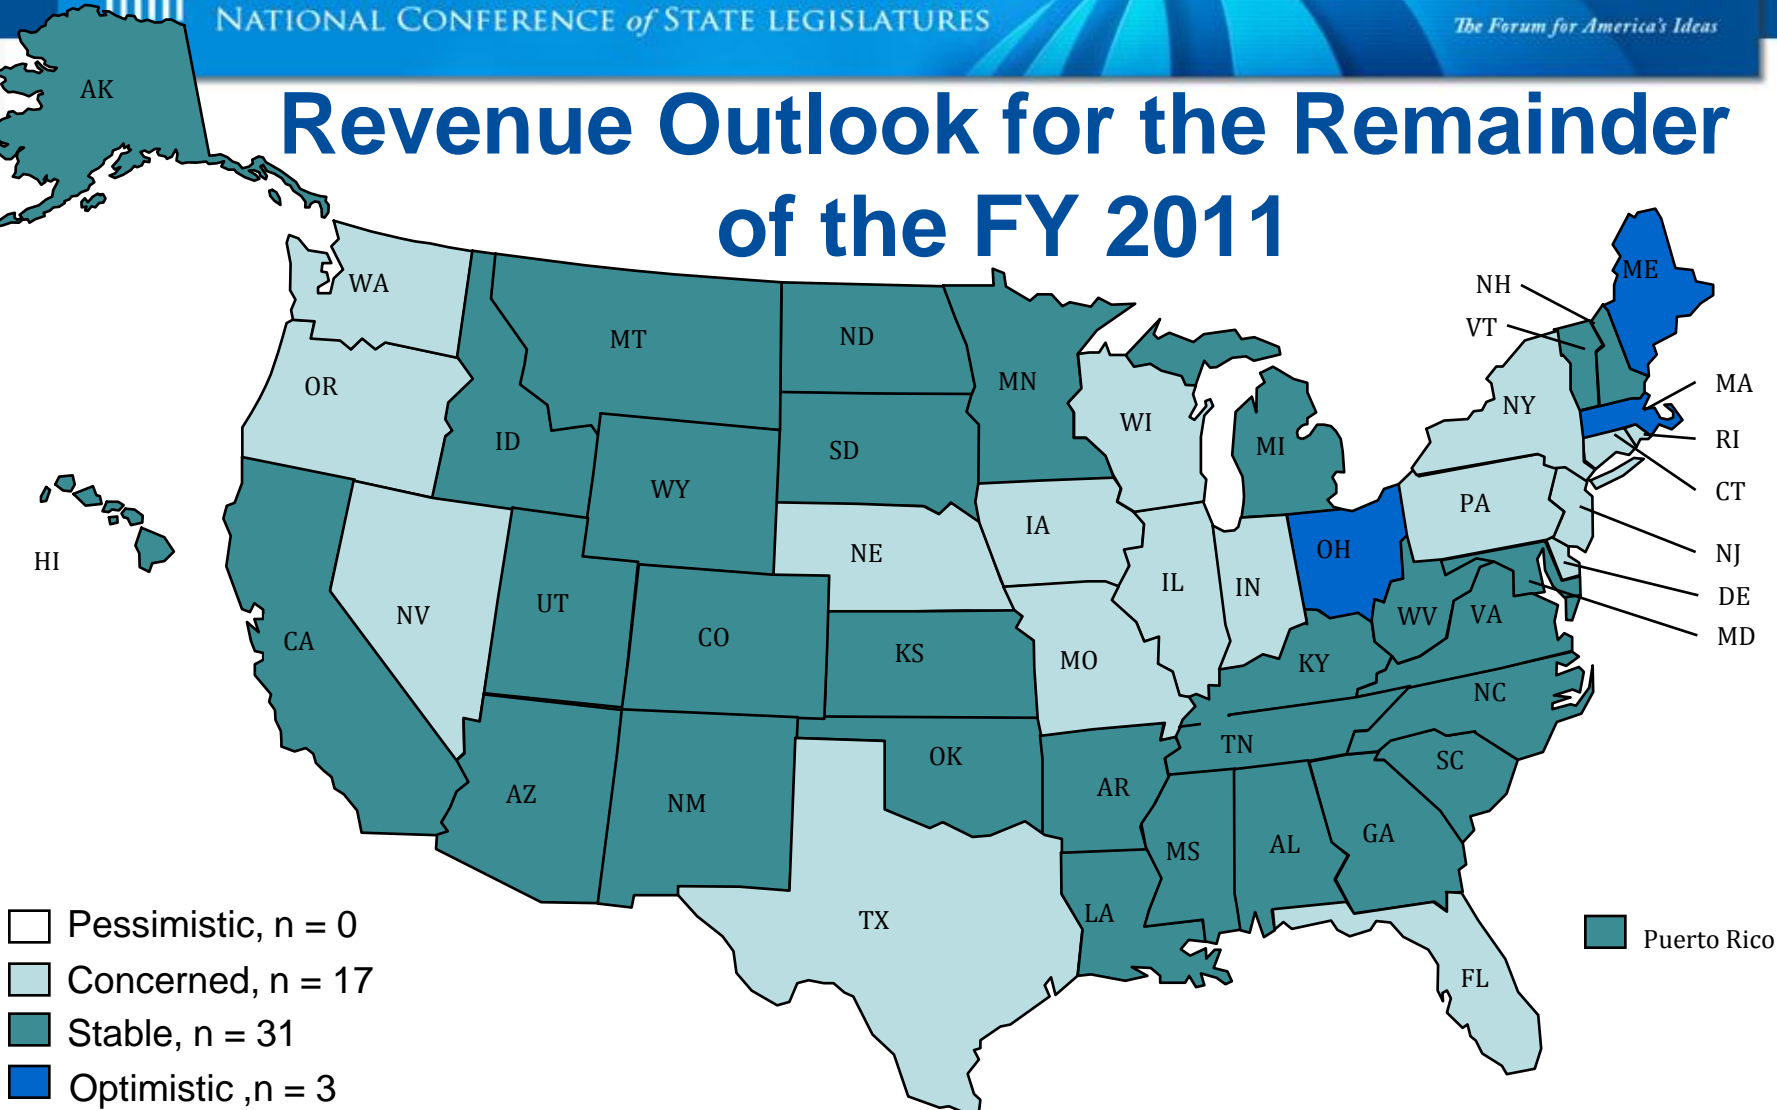 NATIONAL CONFERENCE of STATE LEGISLATURES
The Forum for America's Ideas
Revenue Outlook for the Remainder
of the FY 2011
AK
WA
OR
MT
ID
WY
ND
SD
MN
WI
MI
NH
VT
ME
NY
MA
RI
CT
PA
NJ
DE
MD
HI
CA
NV
UT
CO
NE
IA
KS
MO
IL
IN
OH
WV
VA
KY
NC
TN
SC
AZ
NM
OK
AR
TX
LA
MS
AL
GA
FL
Pessimistic, n = 0
Concerned, n = 17
Stable, n = 31
Optimistic ,n = 3
Puerto Rico